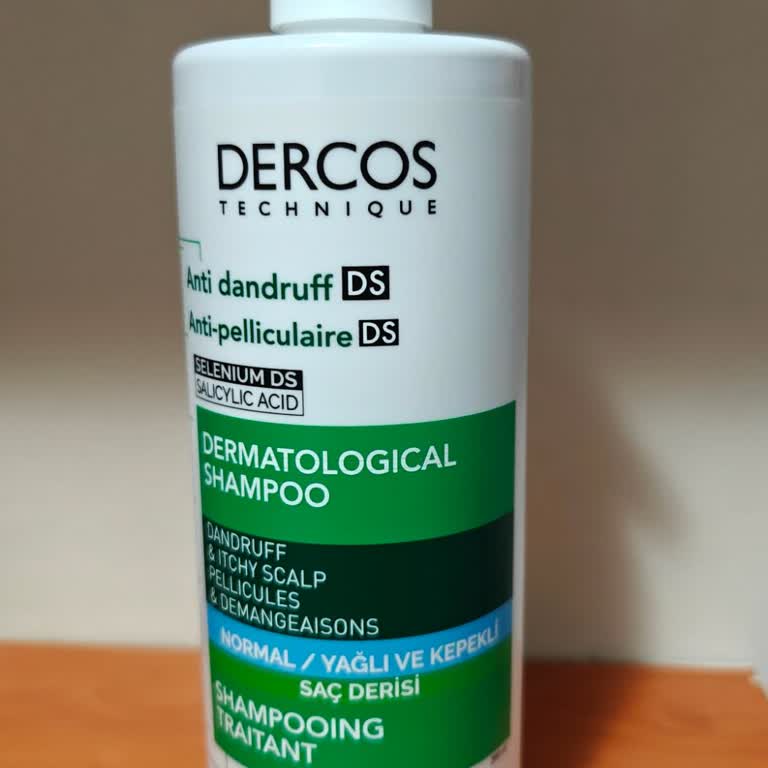 DERCOS
TECHNIQUE
Anti dandruff DS
Anti-pelliculaire DS
SELENIUM DS
SALICYLIC ACID
DERMATOLOGICAL
SHAMPOO
DANDRUFF
& ITCHY SCALP
PELLICULES
& DEMANGEAISONS
NORMAL / YAĞLI VE KEPEKLİ
SAÇ DERİSİ
SHAMPOOING
TRAITANT